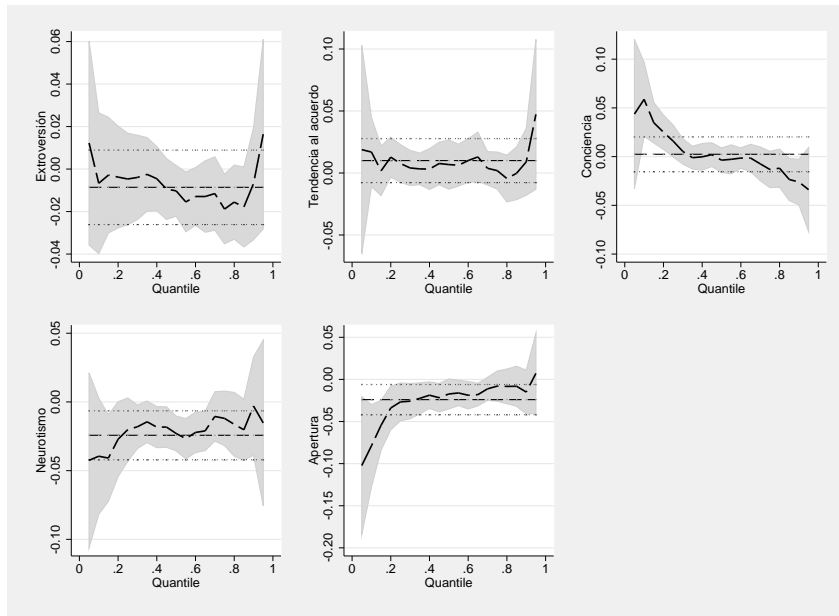 Extroversión
0.06
0.04
0.02
0.00
-0.02
-0.04
0 .2 .4 .6 .8 1
Quantile
Tendencia al acuerdo
0.10
0.05
0.00
-0.05
0 .2 .4 .6 .8 1
Quantile
Conciencia
0.10
0.05
0.00
-0.05
-0.10
0 .2 .4 .6 .8 1
Quantile
Neurotismo
0.05
0.00
-0.05
-0.10
0 .2 .4 .6 .8 1
Quantile
Apertura
0.05
0.00
-0.05
-0.10
-0.15
-0.20
0 .2 .4 .6 .8 1
Quantile